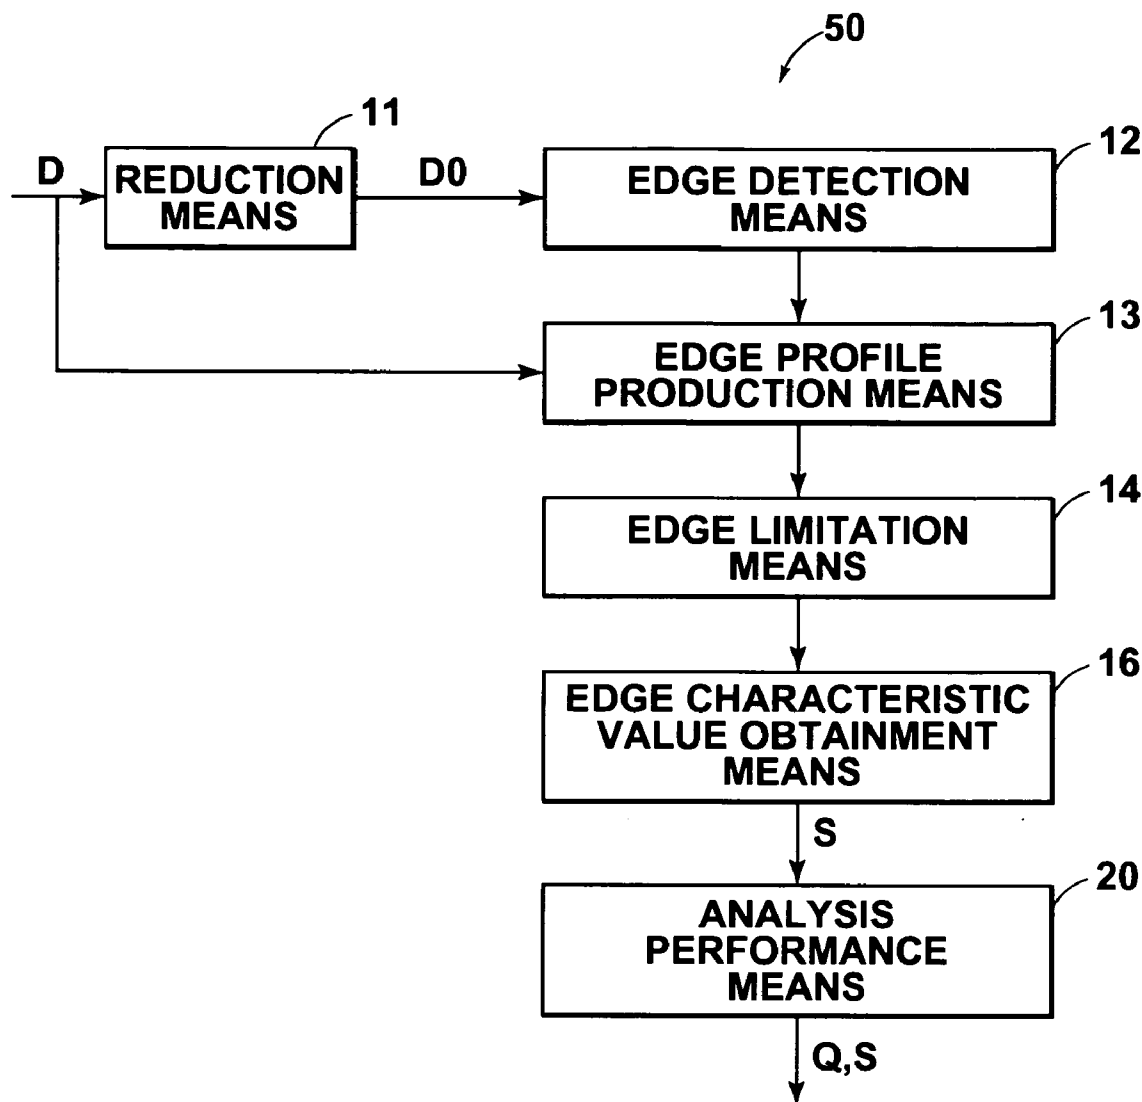 50
11
D
REDUCTION
MEANS
D0
12
EDGE DETECTION
MEANS
13
EDGE PROFILE
PRODUCTION MEANS
14
EDGE LIMITATION
MEANS
16
EDGE CHARACTERISTIC
VALUE OBTAINMENT
MEANS
S
20
ANALYSIS
PERFORMANCE
MEANS
Q,S